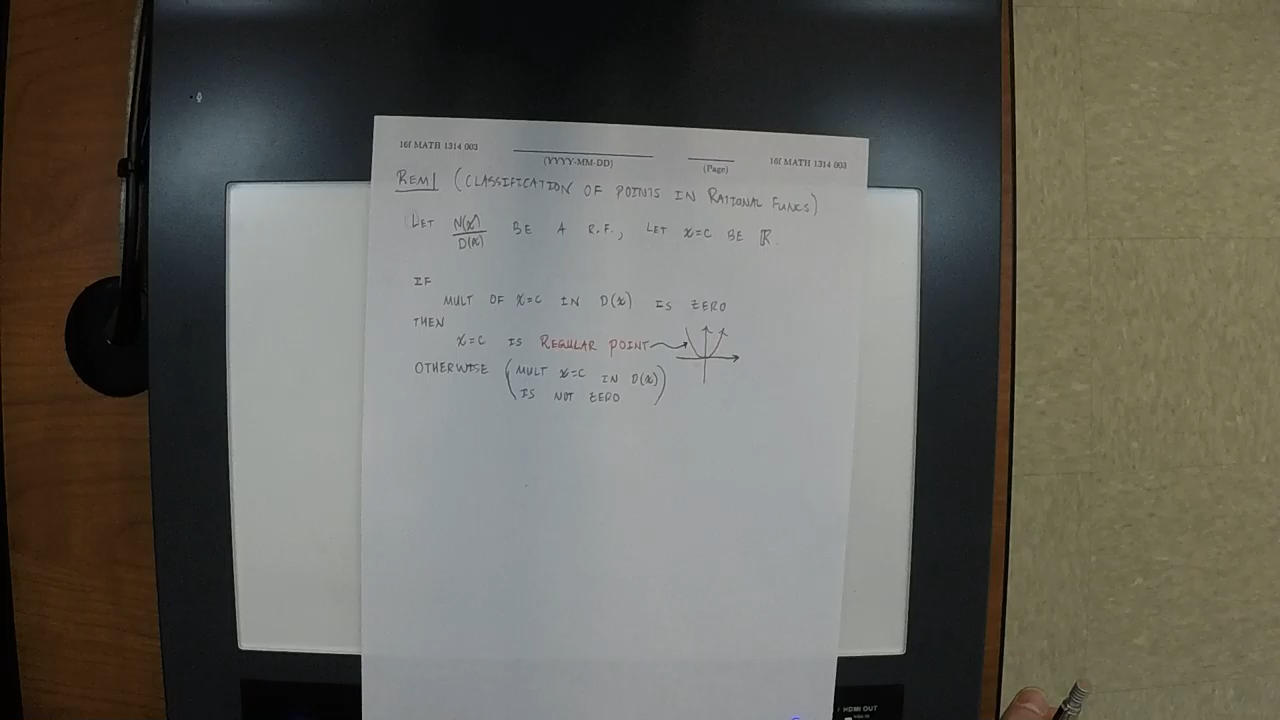 16f MATH 1314 003
(YYYY-MM-DD)
(Page)
16f MATH 1314 003
REM (CLASSIFICATION OF POINTS IN RATIONAL FUNCS)
LET N(x)/D(x) BE A R.F., LET x=c BE ℝ.
IF
MULT OF x=c IN D(x) IS ZERO
THEN
x=c IS REGULAR POINT
OTHERWISE (MULT x=c IN D(x)
IS NOT ZERO)
HDMI OUT